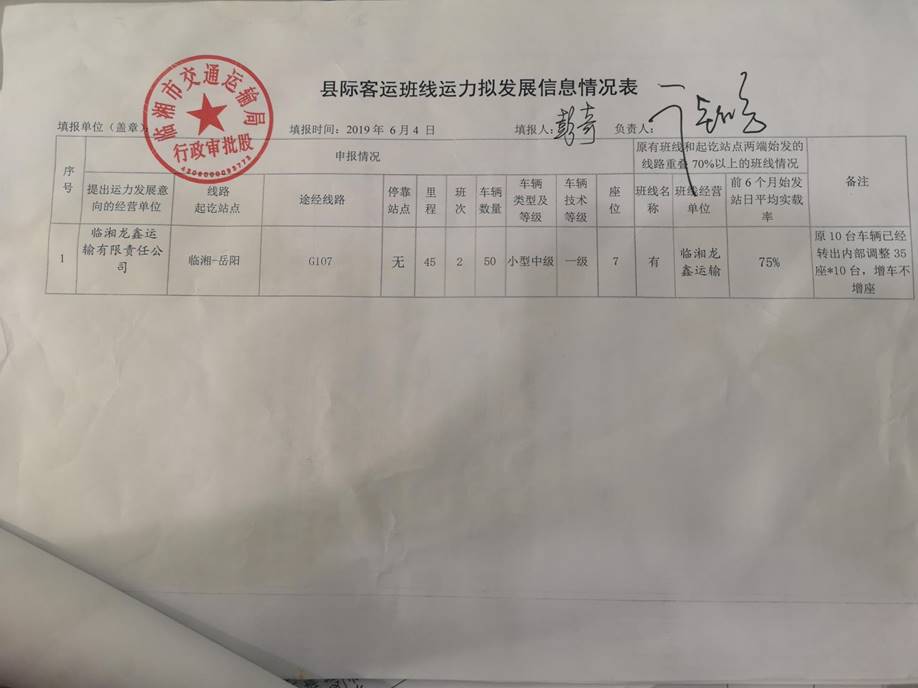 县际客运班线运力拟发展信息情况表
临湘市交通运输局
行政审批股
填报单位（盖章）
填报时间：2019 年 6 月 4 日
填报人：彭奇
负责人：
序号
申报情况
原有班线和起讫站点两端始发的
线路重叠 70%以上的班线情况
备注
提出运力发展意
向的经营单位
线路
起讫站点
途经线路
停靠
站点
里
程
班
次
车辆
数量
车辆
类型及
等级
车辆
技术
等级
座
位
班线名
称
班线经营
单位
前 6 个月始发
站日平均实载
率
1
临湘龙鑫运
输有限责任公
司
临湘-岳阳
G107
无
45
2
50
小型中级
一级
7
有
临湘龙
鑫运输
75%
原 10 台车辆已经
转出内部调整 35
座*10 台，增车不
增座